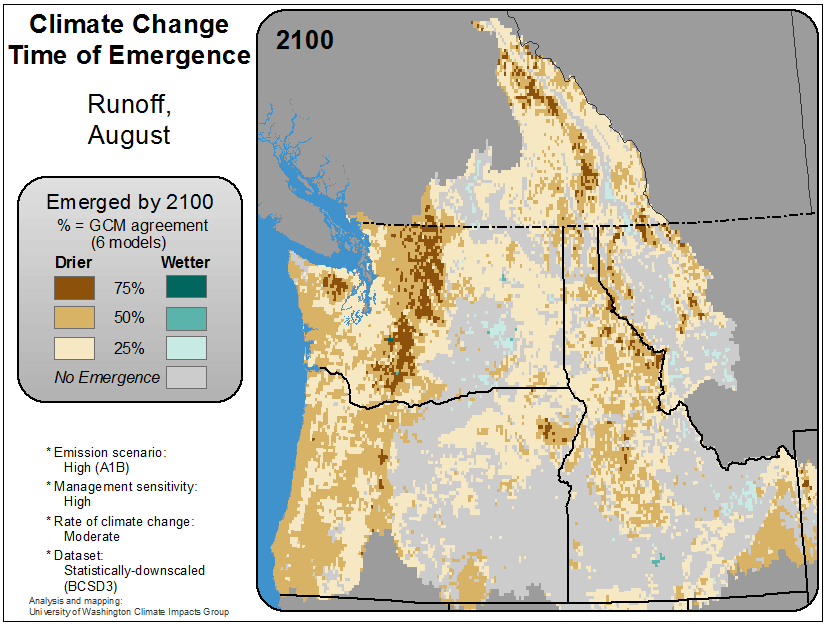 Climate Change
Time of Emergence
Runoff,
August
2100
Emerged by 2100
% = GCM agreement
(6 models)
Drier Wetter
75%
50%
25%
No Emergence
* Emission scenario:
High (A1B)
* Management sensitivity:
High
* Rate of climate change:
Moderate
* Dataset:
Statistically-downscaled
(BCSD3)
Analysis and mapping:
University of Washington Climate Impacts Group